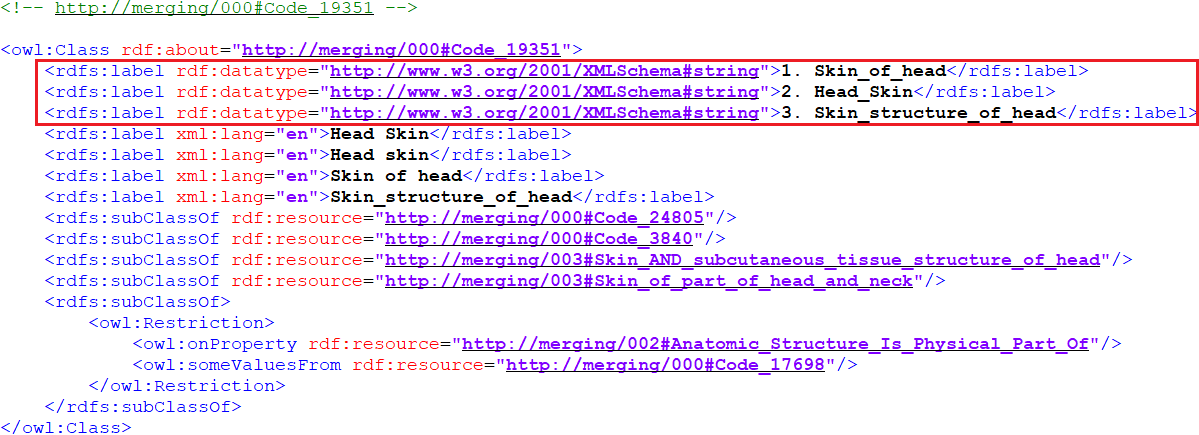 <!-- http://merging/000#Code_19351 -->
<owl:Class rdf:about="http://merging/000#Code_19351">
<rdfs:label rdf:datatype="http://www.w3.org/2001/XMLSchema#string">1. Skin_of_head</rdfs:label>
<rdfs:label rdf:datatype="http://www.w3.org/2001/XMLSchema#string">2. Head_Skin</rdfs:label>
<rdfs:label rdf:datatype="http://www.w3.org/2001/XMLSchema#string">3. Skin_structure_of_head</rdfs:label>
<rdfs:label xml:lang="en">Head Skin</rdfs:label>
<rdfs:label xml:lang="en">Head skin</rdfs:label>
<rdfs:label xml:lang="en">Skin of head</rdfs:label>
<rdfs:label xml:lang="en">Skin_structure_of_head</rdfs:label>
<rdfs:subClassOf rdf:resource="http://merging/000#Code_24805"/>
<rdfs:subClassOf rdf:resource="http://merging/000#Code_3840"/>
<rdfs:subClassOf rdf:resource="http://merging/003#Skin_AND_subcutaneous_tissue_structure_of_head"/>
<rdfs:subClassOf rdf:resource="http://merging/003#Skin_of_part_of_head_and_neck"/>
<rdfs:subClassOf>
<owl:Restriction>
<owl:onProperty rdf:resource="http://merging/002#Anatomic_Structure_Is_Physical_Part_Of"/>
<owl:someValuesFrom rdf:resource="http://merging/000#Code_17698"/>
</owl:Restriction>
</rdfs:subClassOf>
</owl:Class>